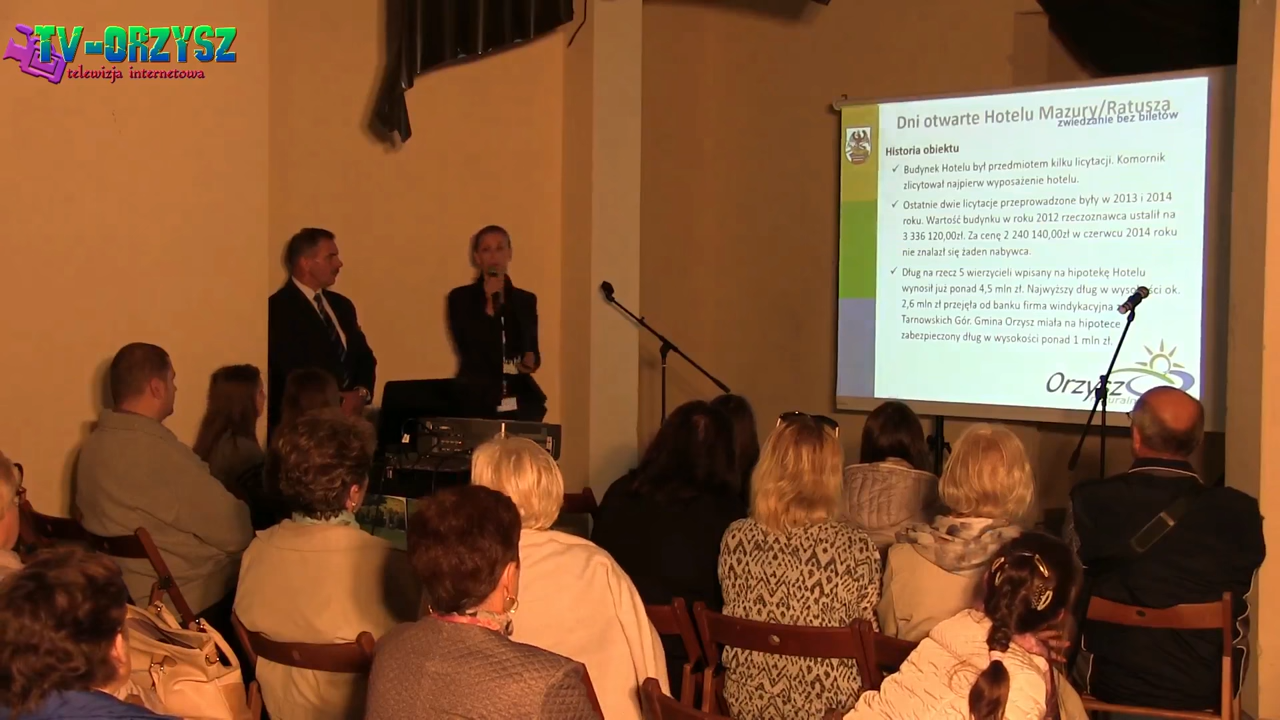 TV-ORZYSZ
telewizja internetowa
Dni otwarte Hotelu Mazury/Ratusza
zwiedzanie bez biletów
Historia obiektu
✓ Budynek Hotelu był przedmiotem kilku licytacji. Komornik
zlicytował najpierw wyposażenie hotelu.
✓ Ostatnie dwie licytacje przeprowadzone były w 2013 i 2014
roku. Wartość budynku w roku 2012 rzeczoznawca ustalił na
3 336 120,00zł. Za cenę 2 240 140,00zł w czerwcu 2014 roku
nie znalazł się żaden nabywca.
✓ Dług na rzecz 5 wierzycieli wpisany na hipotekę Hotelu
wynosił już ponad 4,5 mln zł. Najwyższy dług w wysokości ok.
2,6 mln zł przejęła od banku firma windykacyjna
Tarnowskich Gór. Gmina Orzysz miała na hipotece
zabezpieczony dług w wysokości ponad 1 mln zł.
Orzysz